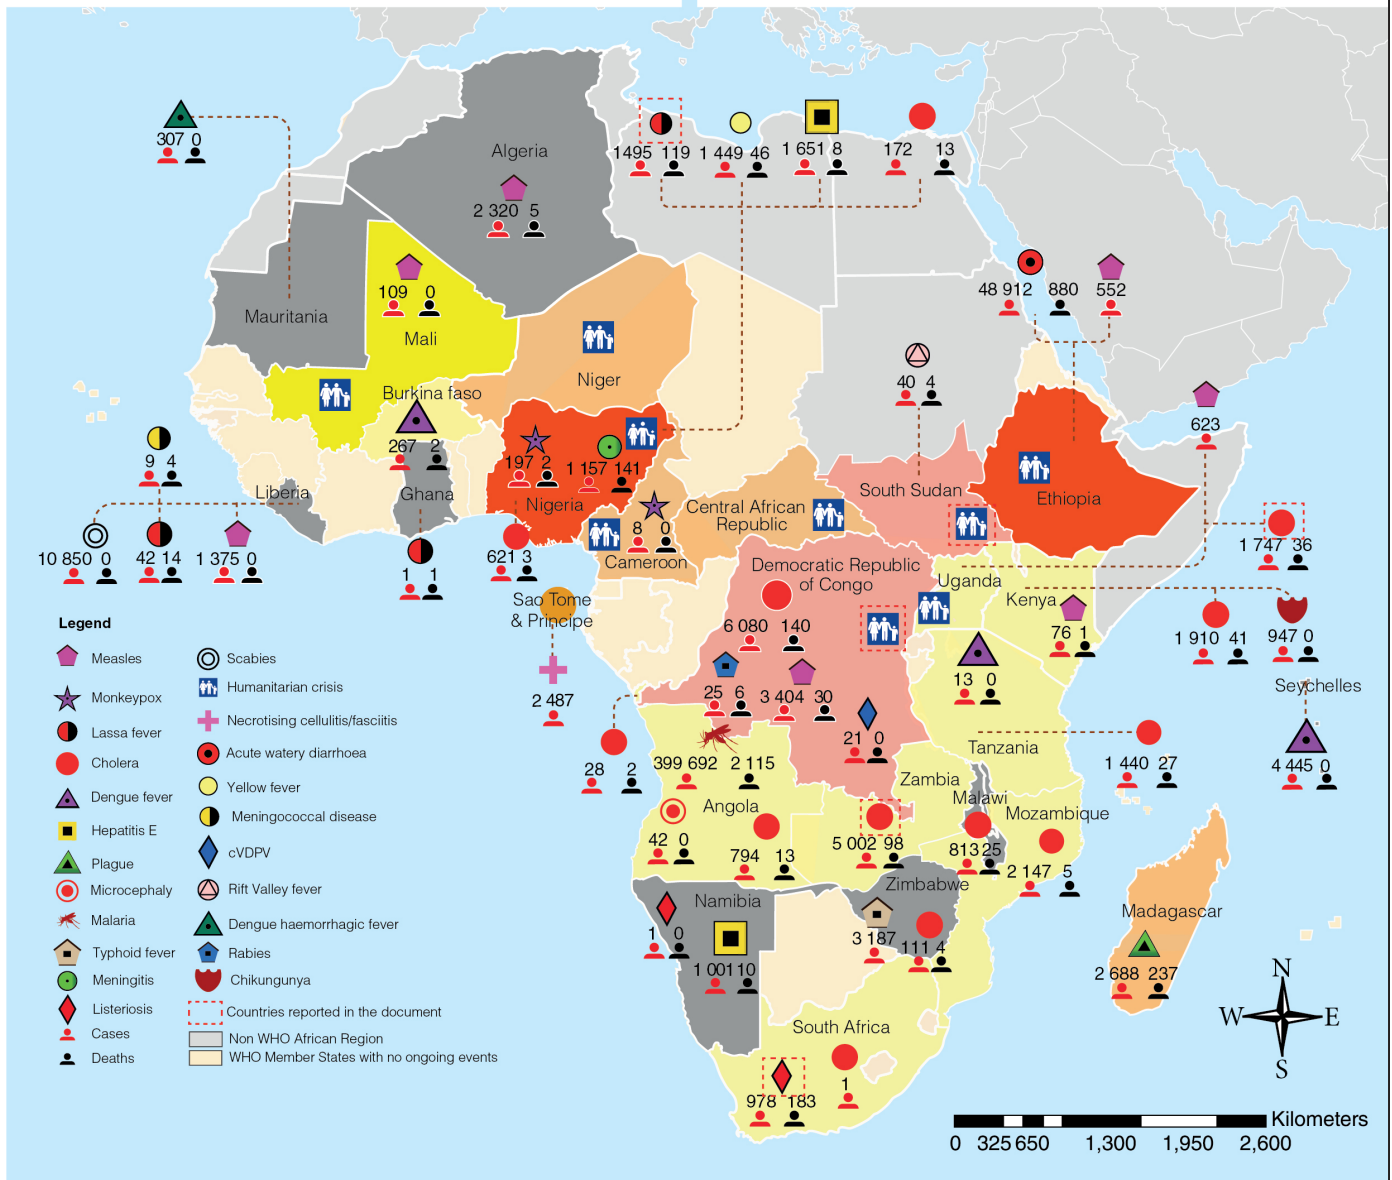 307 0
Algeria
2 320 5
1495 119
1 449 46
1 651 8
172 13
Mauritania
109 0
Mali
48 912 880
552
Niger
40 4
Burkina faso
267 2
623
9 4
197 2
1 157 141
Nigeria
Liberia
Ghana
South Sudan
Ethiopia
Central African
Republic
8 0
Cameroon
10 850 0
42 14
1 375 0
1 1
621 3
1 747 36
Democratic Republic
of Congo
Uganda
Kenya
Sao Tome
& Principe
6 080 140
76 1
1 910 41
947 0
25 6
3 404 30
13 0
2 487
Seychelles
21 0
Tanzania
28 2
399 692 2 115
1 440 27
4 445 0
Zambia
Malawi
Mozambique
Angola
42 0
794 13
5 002 98
813 25
2 147 5
Zimbabwe
Namibia
3 187
111 4
1 0
1 001 10
Madagascar
2 688 237
South Africa
1
978 183
Legend
Measles
Monkeypox
Lassa fever
Cholera
Dengue fever
Hepatitis E
Plague
Microcephaly
Malaria
Typhoid fever
Meningitis
Listeriosis
Cases
Deaths
Scabies
Humanitarian crisis
Necrotising cellulitis/fasciitis
Acute watery diarrhoea
Yellow fever
Meningococcal disease
cVDPV
Rift Valley fever
Dengue haemorrhagic fever
Rabies
Chikungunya
Countries reported in the document
Non WHO African Region
WHO Member States with no ongoing events
N
W E
S
Kilometers
0 325 650 1,300 1,950 2,600